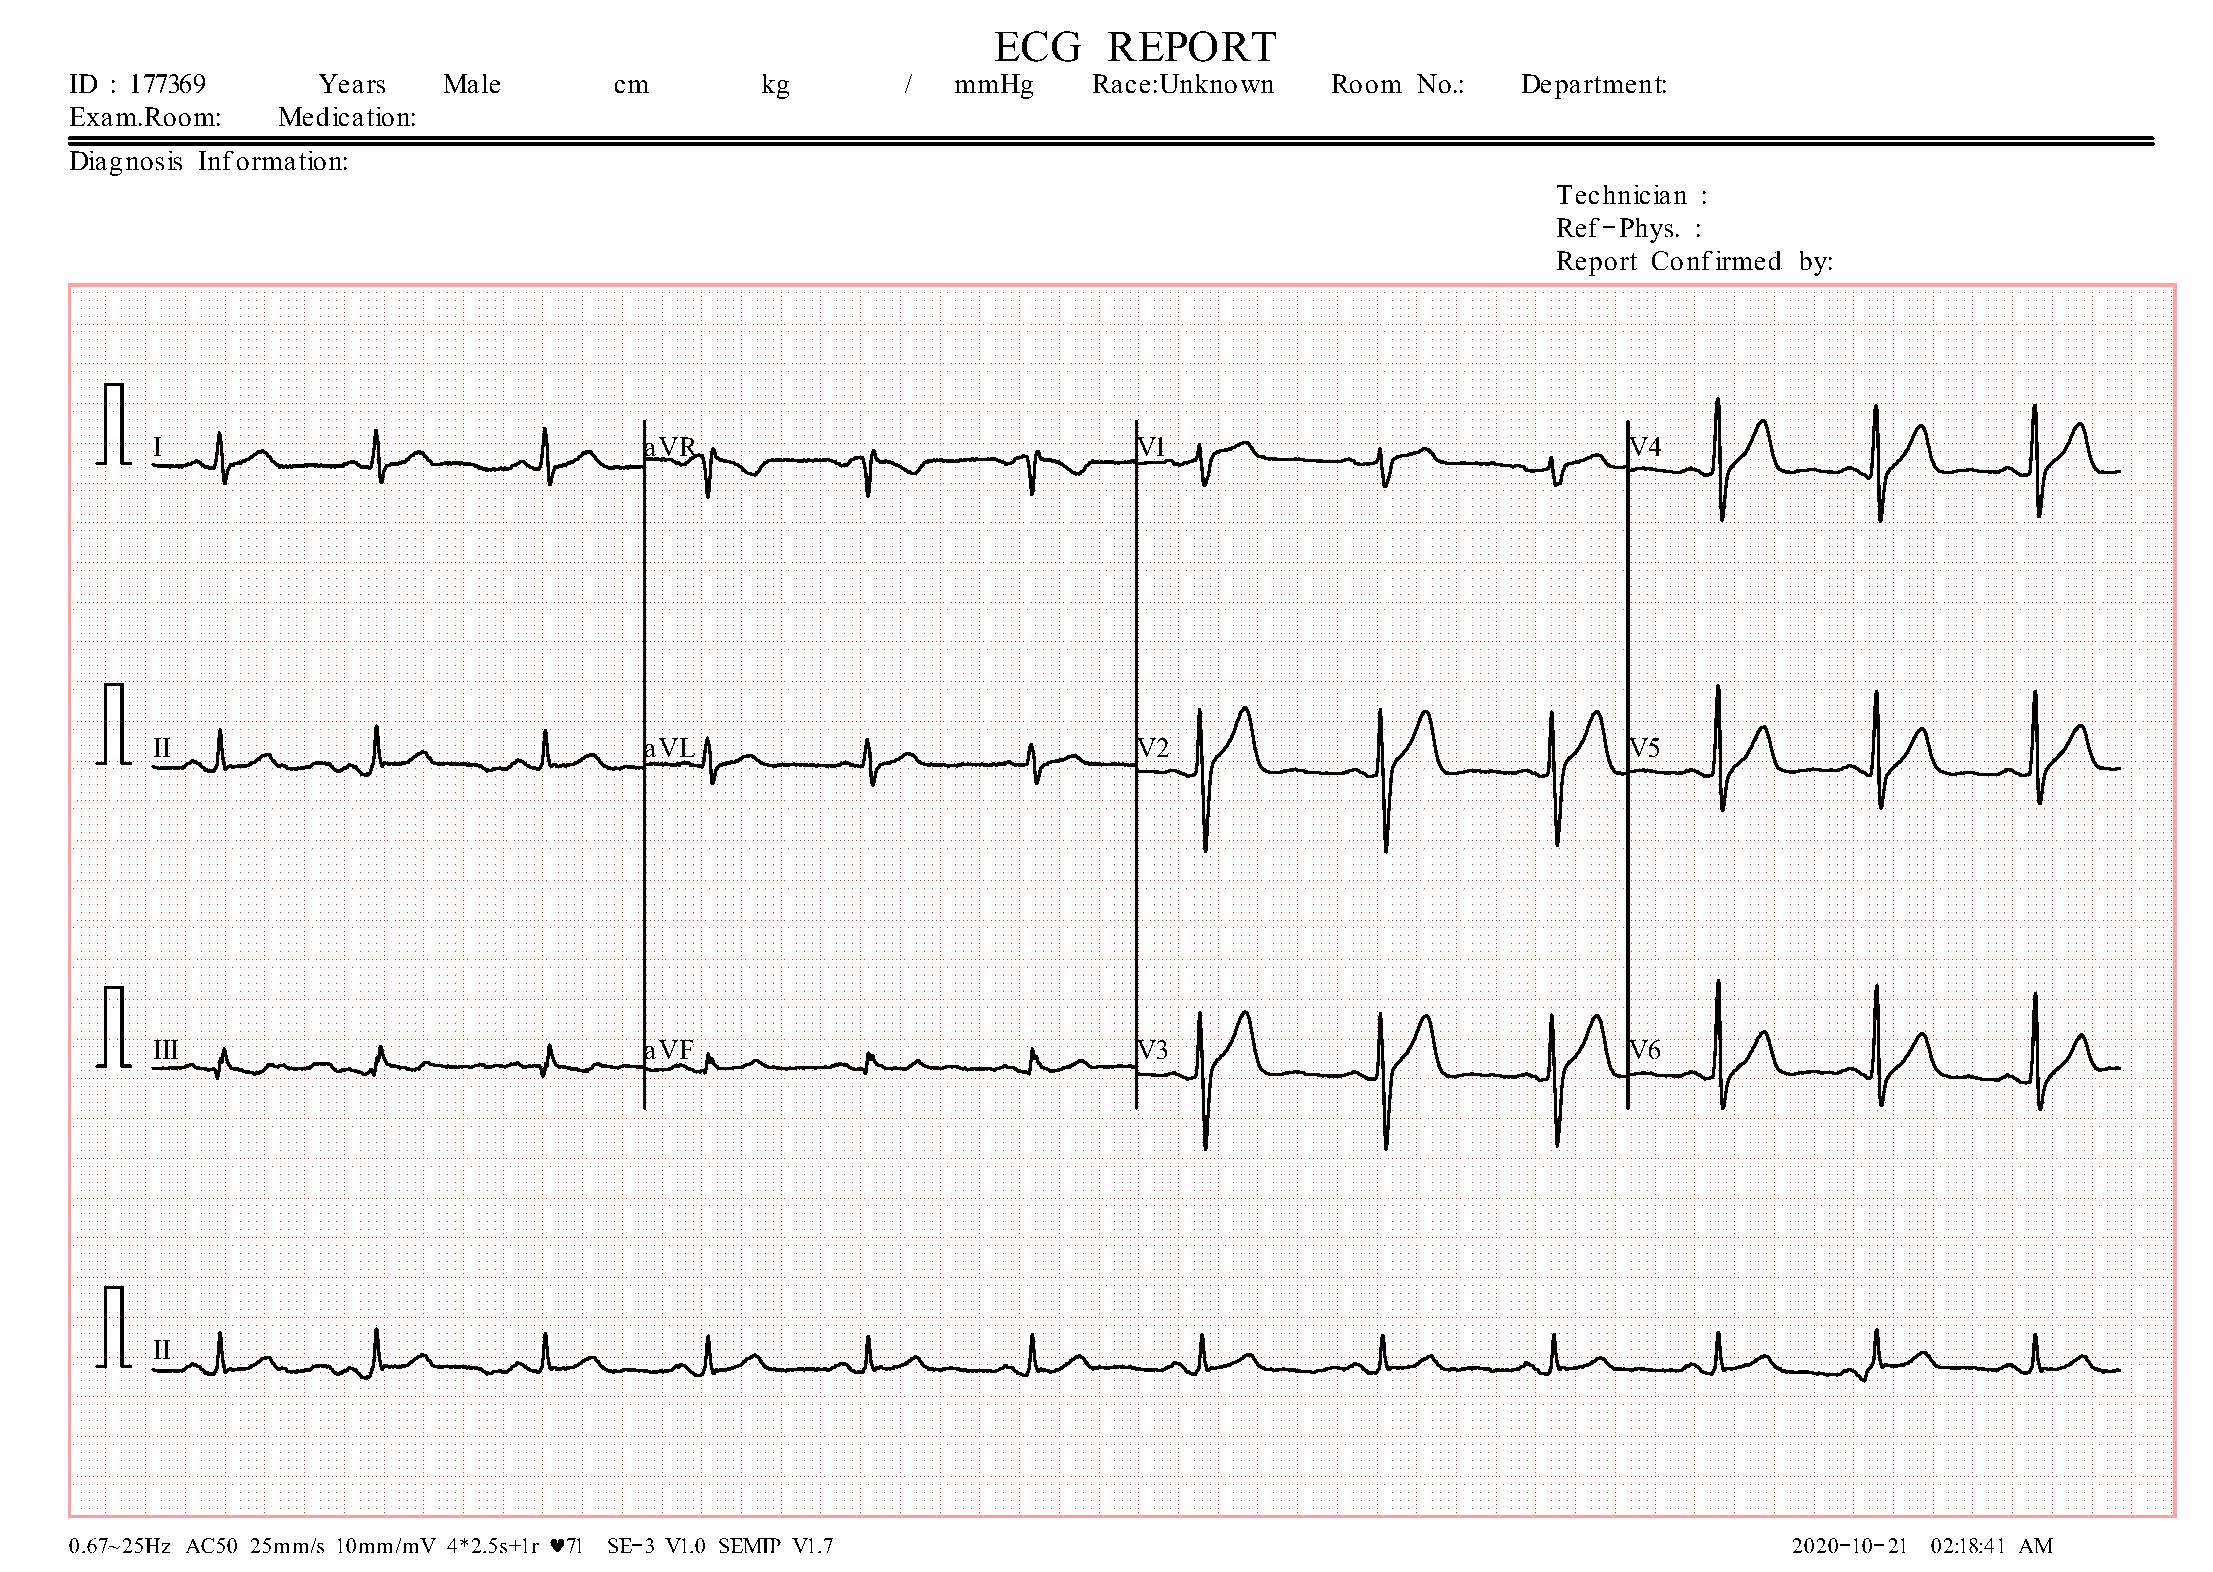 ECG REPORT
ID : 177369 Years Male cm kg / mmHg Race:Unknown Room No.: Department:
Exam.Room: Medication:
Diagnosis Information:
Technician :
Ref-Phys. :
Report Confirmed by:
I aVR V1 V4
II aVL V2 V5
III aVF V3 V6
II
0.67~25Hz AC50 25mm/s 10mm/mV 4*2.5s+1r ♥71 SE-3 V1.0 SEMIP V1.7 2020-10-21 02:18:41 AM